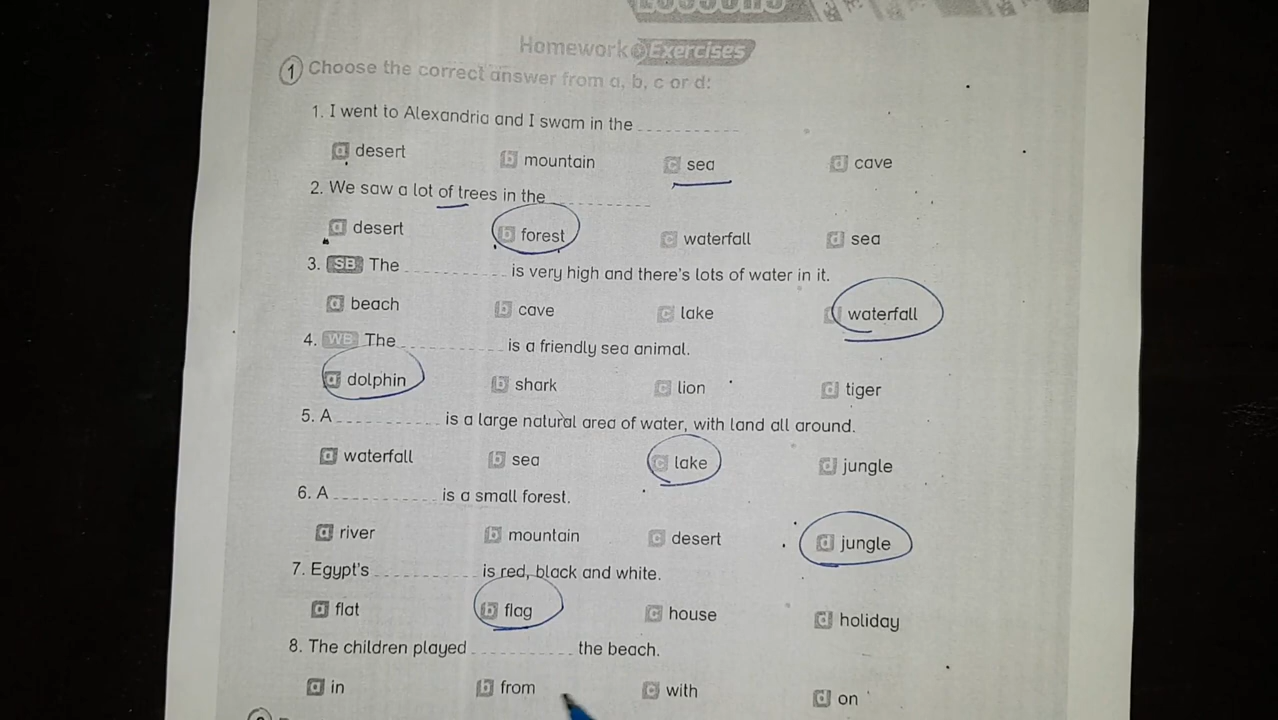 Homework Exercises
1 Choose the correct answer from a, b, c or d:
1. I went to Alexandria and I swam in the
a desert b mountain c sea d cave
2. We saw a lot of trees in the
a desert b forest c waterfall d sea
3. SB The is very high and there's lots of water in it.
a beach b cave c lake waterfall
4. WB The is a friendly sea animal.
a dolphin b shark c lion d tiger
5. A is a large natural area of water, with land all around.
a waterfall b sea c lake d jungle
6. A is a small forest.
a river b mountain c desert d jungle
7. Egypt's is red, black and white.
a flat b flag c house d holiday
8. The children played the beach.
a in b from c with d on